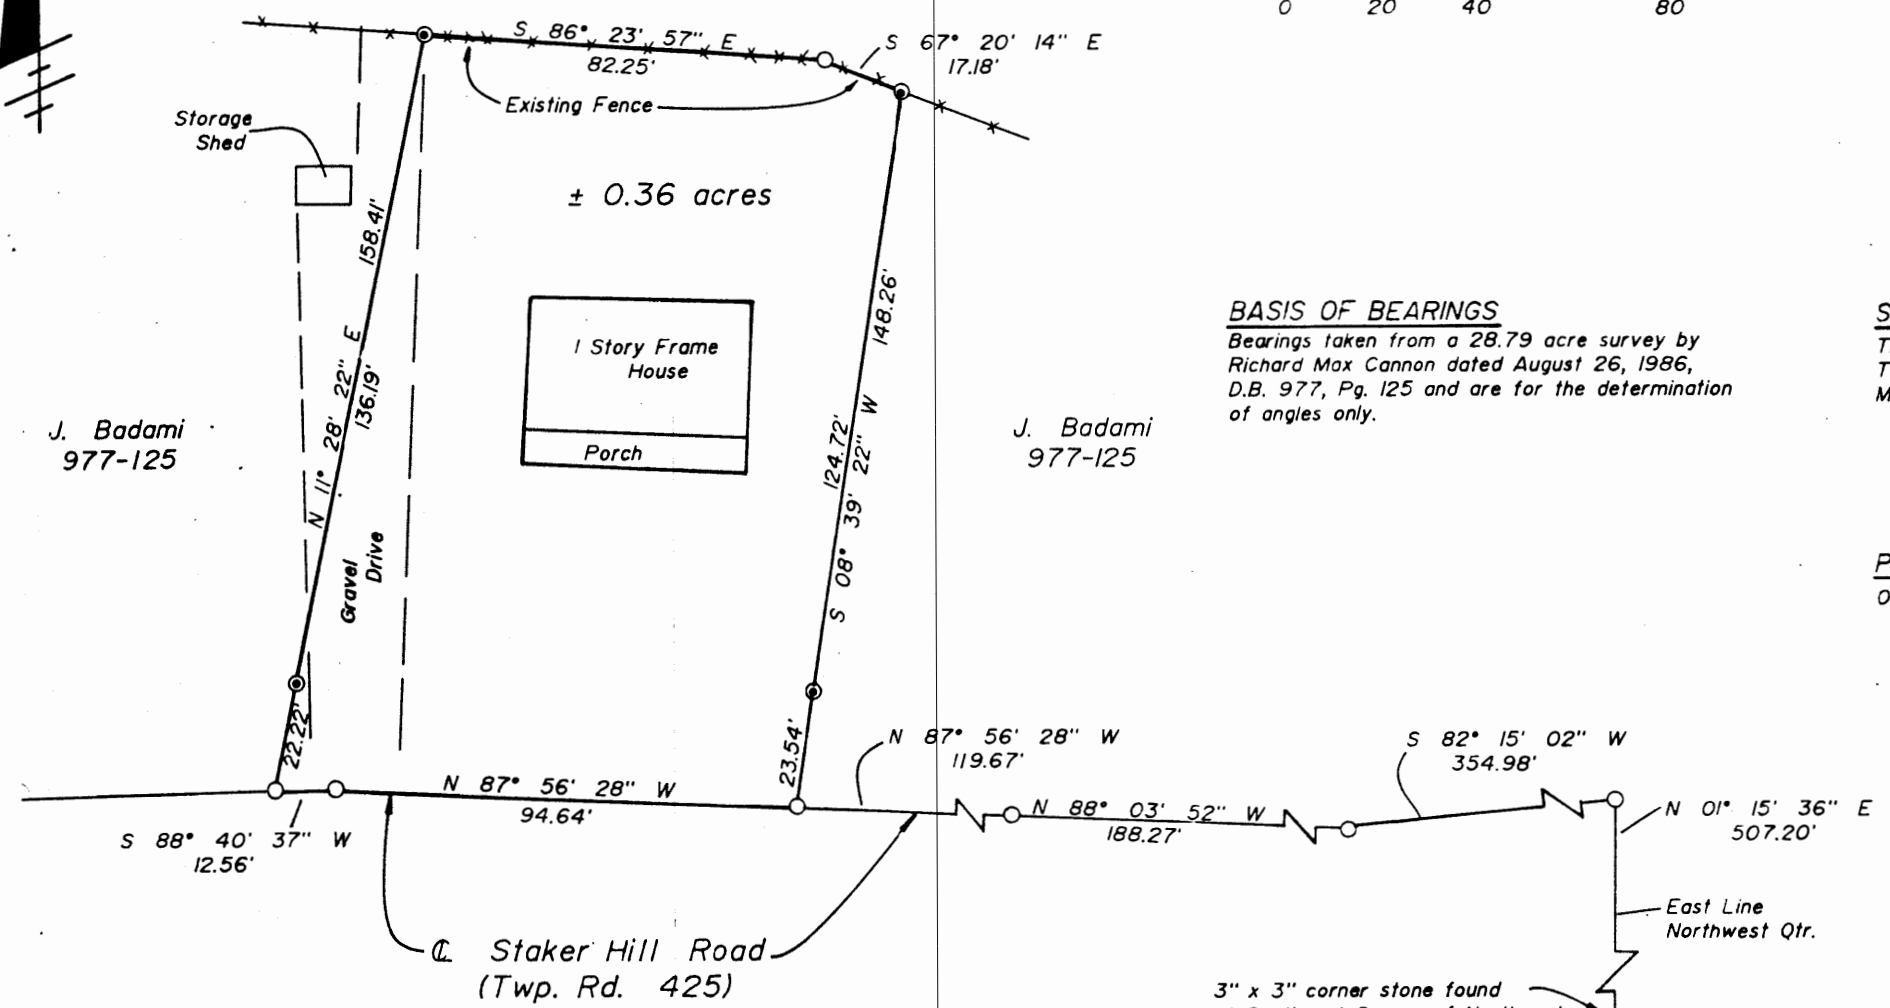 0 20 40 80
S 86° 23' 57" E
82.25'
S 67° 20' 14" E
17.18'
Existing Fence
Storage
Shed
± 0.36 acres
158.41'
N 11° 28' 22" E
136.19'
148.26'
124.72'
S 08° 39' 22" W
1 Story Frame
House
Porch
BASIS OF BEARINGS
Bearings taken from a 28.79 acre survey by
Richard Max Cannon dated August 26, 1986,
D.B. 977, Pg. 125 and are for the determination
of angles only.
J. Badami
977-125
J. Badami
977-125
Gravel
Drive
22.22'
23.54'
N 87° 56' 28" W
94.64'
N 87° 56' 28" W
119.67'
S 82° 15' 02" W
354.98'
N 88° 03' 52" W
188.27'
N 01° 15' 36" E
507.20'
S 88° 40' 37" W
12.56'
East Line
Northwest Qtr.
℄ Staker Hill Road
(Twp. Rd. 425)
3" x 3" corner stone found